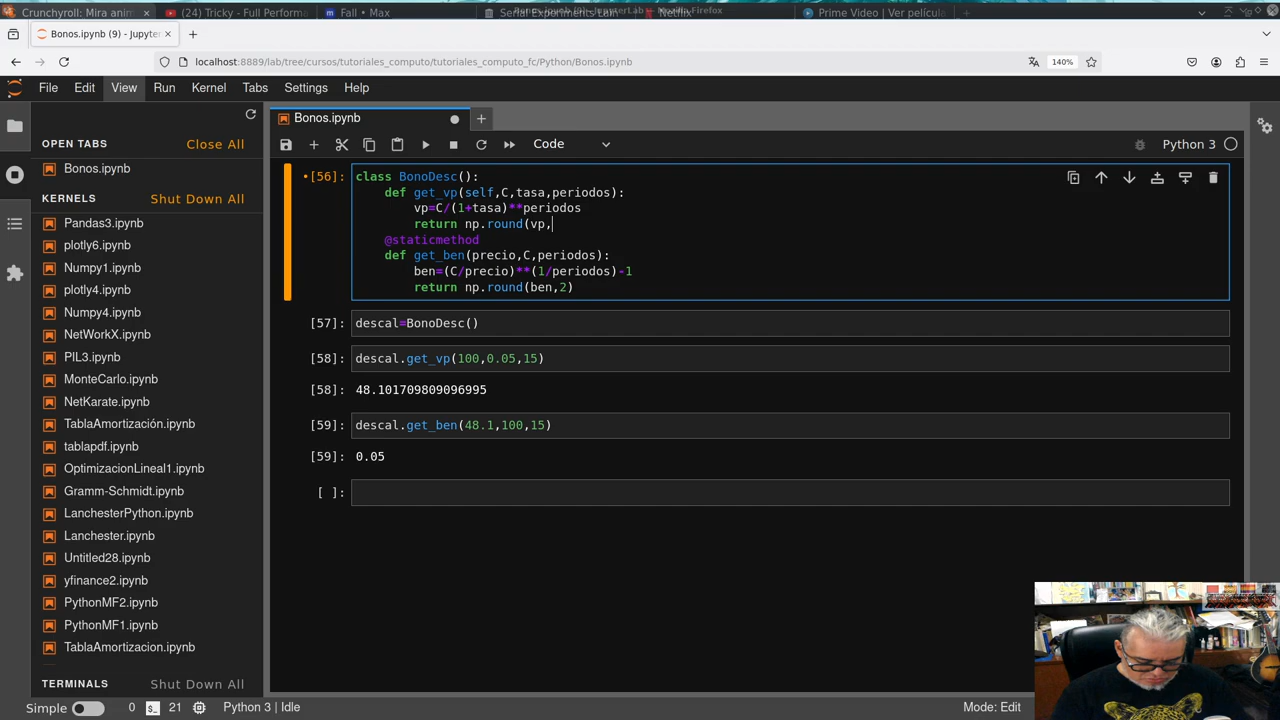 Crunchyroll: Mira anim
(24) Tricky - Full Performa
Fall • Max
Netflix
Prime Video | Ver películ
Bonos.ipynb (9) - Jupyte
localhost:8889/lab/tree/cursos/tutoriales_computo/tutoriales_computo_fc/Python/Bonos.ipynb
140%
File Edit View Run Kernel Tabs Settings Help
OPEN TABS Close All
Bonos.ipynb
KERNELS Shut Down All
Pandas3.ipynb
plotly6.ipynb
Numpy1.ipynb
plotly4.ipynb
Numpy4.ipynb
NetWorkX.ipynb
PIL3.ipynb
MonteCarlo.ipynb
NetKarate.ipynb
TablaAmortización.ipynb
tablapdf.ipynb
OptimizacionLineal1.ipynb
Gramm-Schmidt.ipynb
LanchesterPython.ipynb
Lanchester.ipynb
Untitled28.ipynb
yfinance2.ipynb
PythonMF2.ipynb
PythonMF1.ipynb
TablaAmortizacion.ipynb
TERMINALS Shut Down All
Bonos.ipynb
Code
Python 3
[56]: class BonoDesc():
def get_vp(self,C,tasa,periodos):
vp=C/(1+tasa)**periodos
return np.round(vp,
@staticmethod
def get_ben(precio,C,periodos):
ben=(C/precio)**(1/periodos)-1
return np.round(ben,2)
[57]: descal=BonoDesc()
[58]: descal.get_vp(100,0.05,15)
[58]: 48.101709809096995
[59]: descal.get_ben(48.1,100,15)
[59]: 0.05
[ ]:
Simple 0 21 Python 3 | Idle Mode: Edit